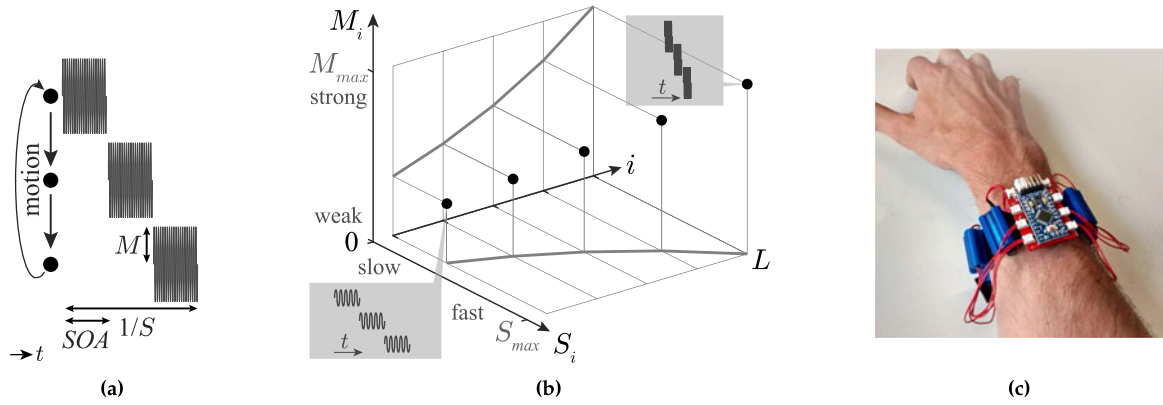 motion
M
SOA
1/S
t
(a)
M_i
M_max
strong
weak
0
slow
fast
S_max
S_i
i
L
t
t
(b)
(c)